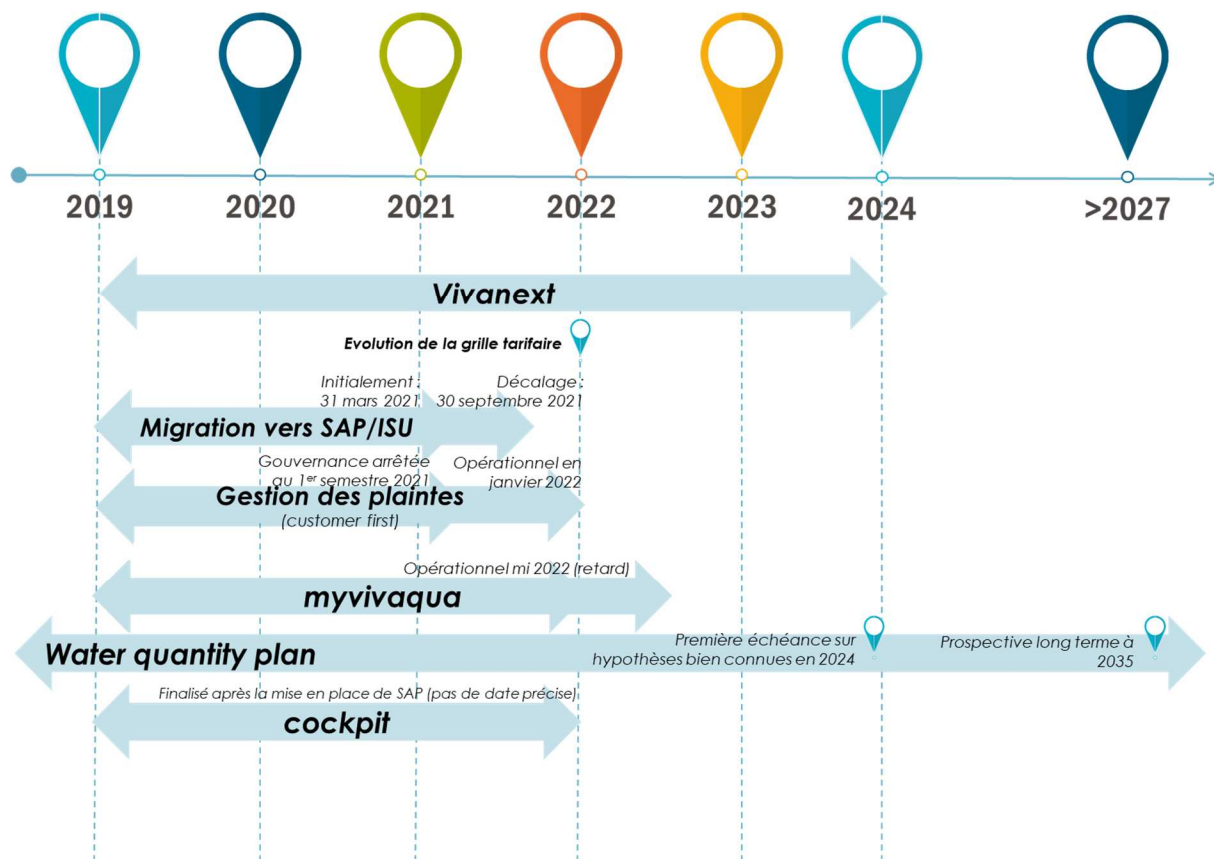 2019
2020
2021
2022
2023
2024
>2027
Vivanext
Evolution de la grille tarifaire
Initialement :
31 mars 2021
Décalage :
30 septembre 2021
Migration vers SAP/ISU
Gouvernance arrêtée
au 1er semestre 2021
Opérationnel en
janvier 2022
Gestion des plaintes
(customer first)
Opérationnel mi 2022 (retard)
myvivaqua
Water quantity plan
Première échéance sur
hypothèses bien connues en 2024
Prospective long terme à
2035
Finalisé après la mise en place de SAP (pas de date précise)
cockpit